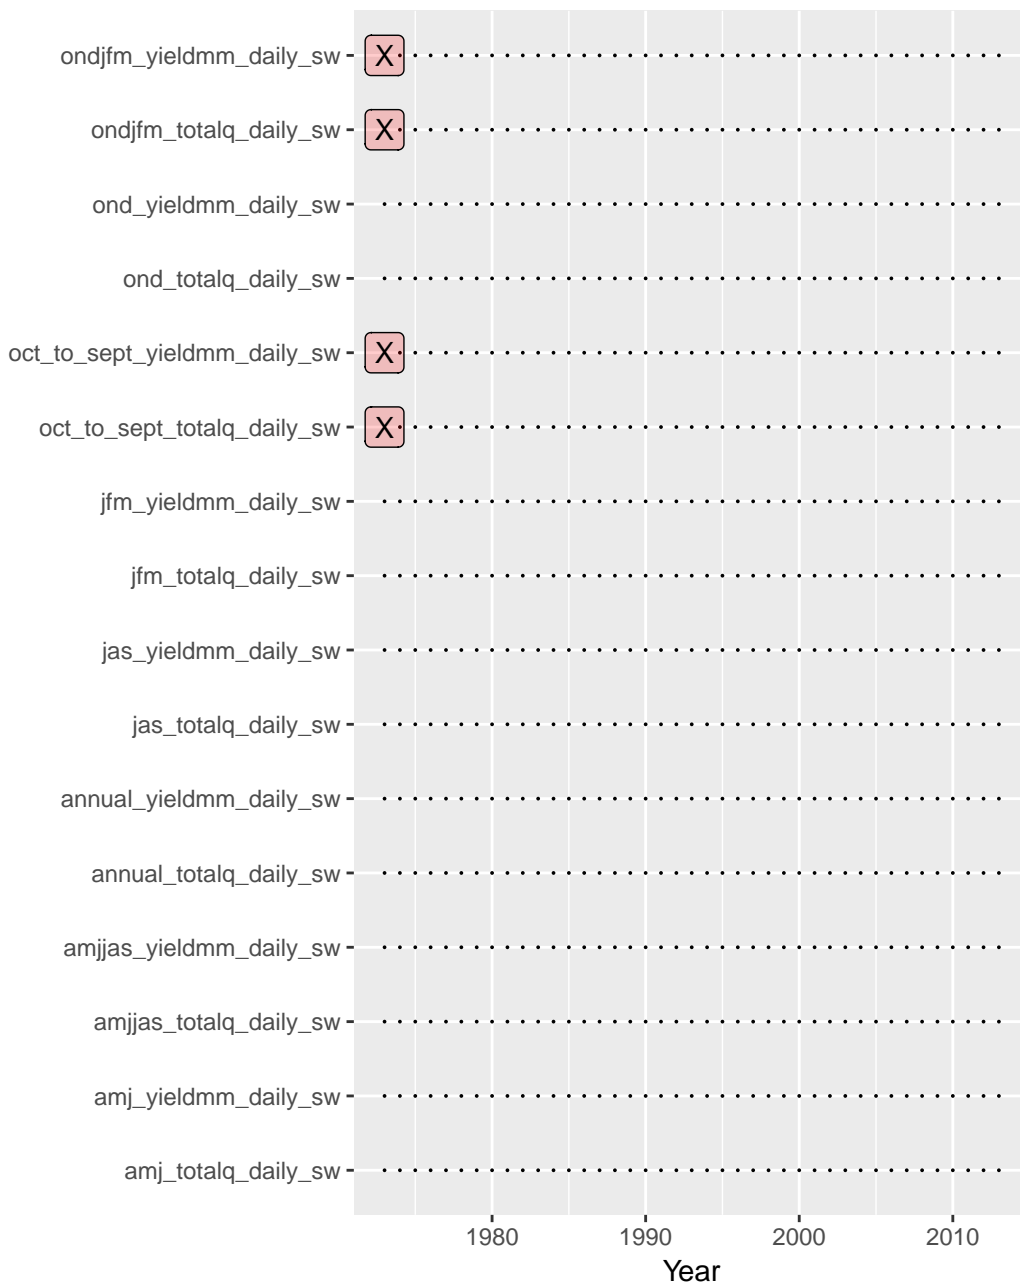 ondjfm_yieldmm_daily_sw X
ondjfm_totalq_daily_sw X
ond_yieldmm_daily_sw
ond_totalq_daily_sw
oct_to_sept_yieldmm_daily_sw X
oct_to_sept_totalq_daily_sw X
jfm_yieldmm_daily_sw
jfm_totalq_daily_sw
jas_yieldmm_daily_sw
jas_totalq_daily_sw
annual_yieldmm_daily_sw
annual_totalq_daily_sw
amjjas_yieldmm_daily_sw
amjjas_totalq_daily_sw
amj_yieldmm_daily_sw
amj_totalq_daily_sw
1980 1990 2000 2010
Year